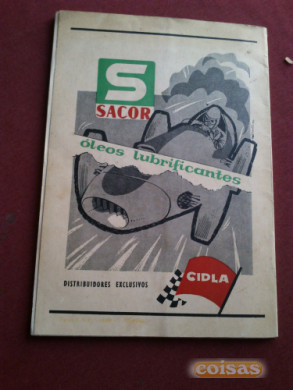 S
SACOR
óleos lubrificantes
DISTRIBUIDORES EXCLUSIVOS
CIDLA
coisas